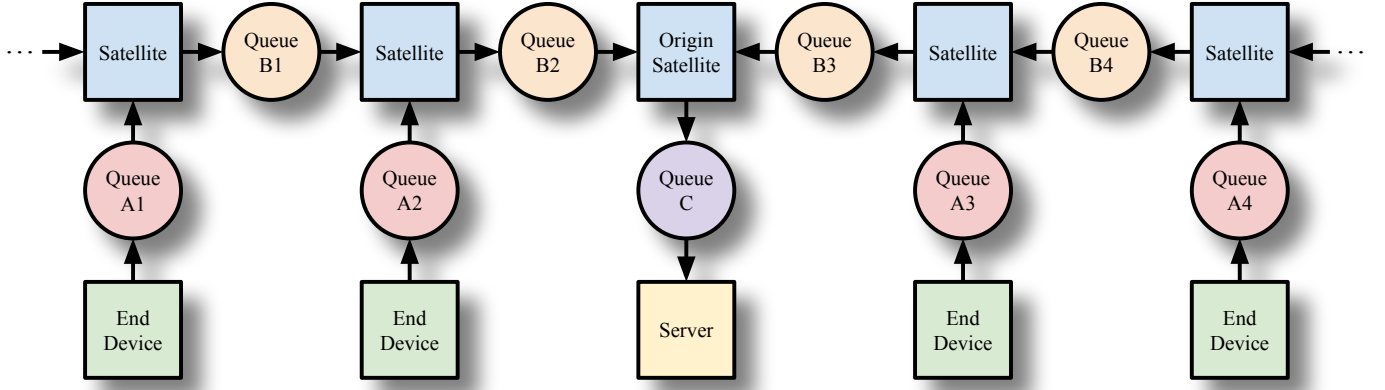 ...
Satellite
Queue
B1
Satellite
Queue
B2
Origin
Satellite
Queue
B3
Satellite
Queue
B4
Satellite
...
Queue
A1
Queue
A2
Queue
C
Queue
A3
Queue
A4
End
Device
End
Device
Server
End
Device
End
Device